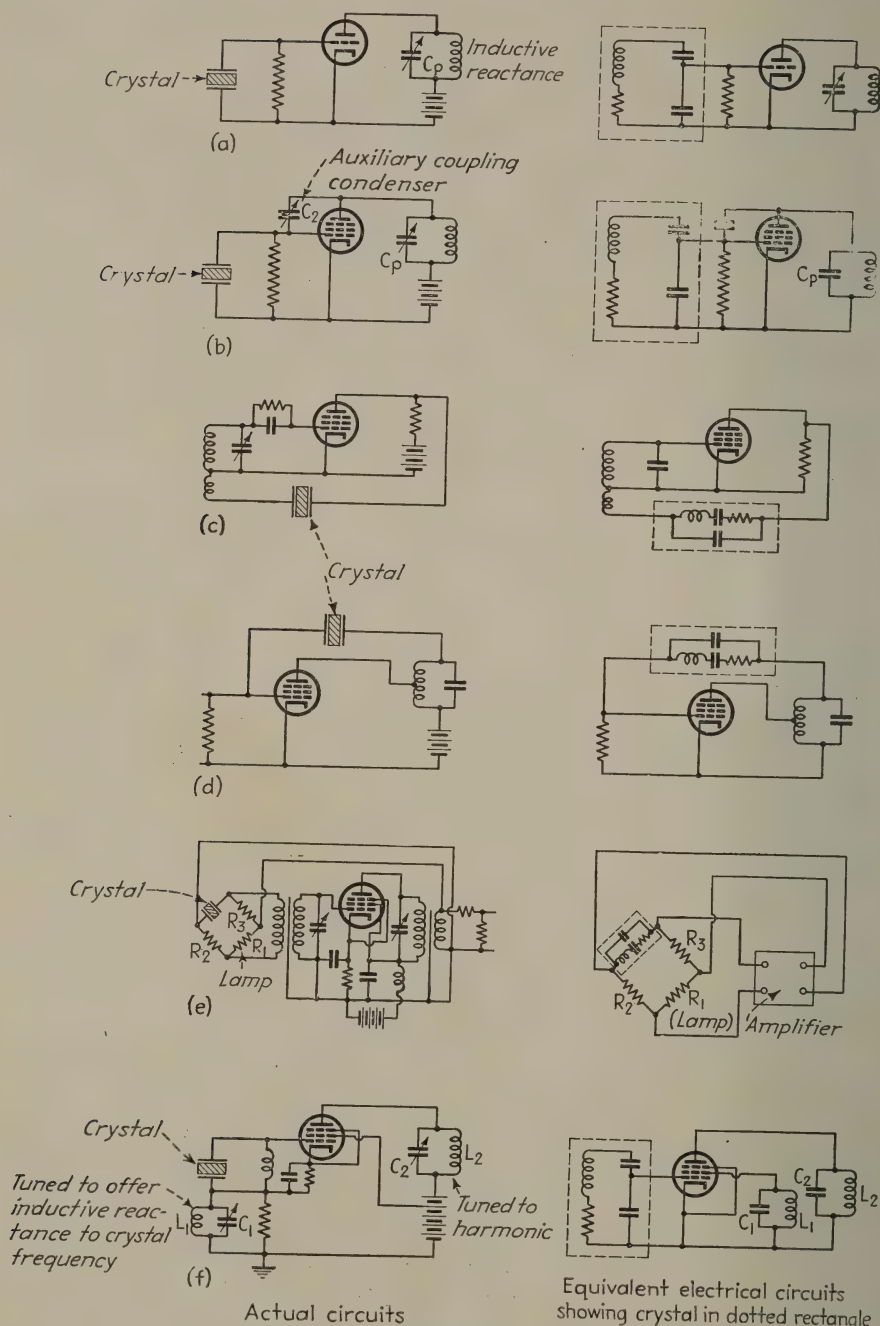 Crystal
Cp
Inductive
reactance
(a)
Auxiliary coupling
condenser
C2
Crystal
Cp
Cp
(b)
(c)
Crystal
(d)
Crystal
R3
R2
R1
Lamp
(e)
R3
R2
R1
(Lamp)
Amplifier
Crystal
Tuned to offer
inductive reac-
tance to crystal
frequency
L1
C1
C2
L2
Tuned to
harmonic
(f)
C1
L1
C2
L2
Actual circuits
Equivalent electrical circuits
showing crystal in dotted rectangle